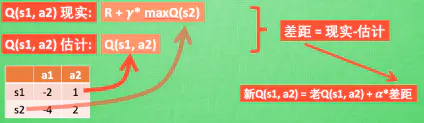 Q(s1, a2) 现实: R + γ* maxQ(s2)
Q(s1, a2) 估计: Q(s1, a2)
差距 = 现实-估计
a1 a2
s1 -2 1
s2 -4 2
新Q(s1, a2) = 老Q(s1, a2) + α*差距